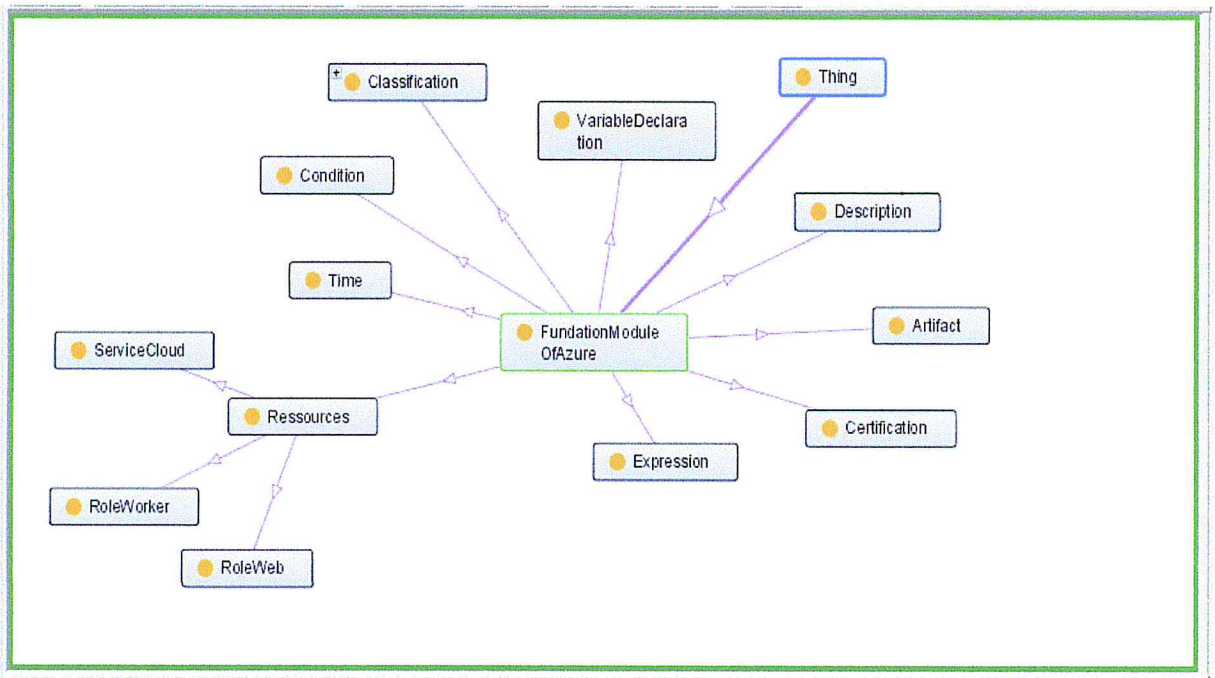 +
Classification
Thing
VariableDeclara
tion
Condition
Description
Time
FundationModule
OfAzure
Artifact
ServiceCloud
Ressources
Certification
Expression
RoleWorker
RoleWeb